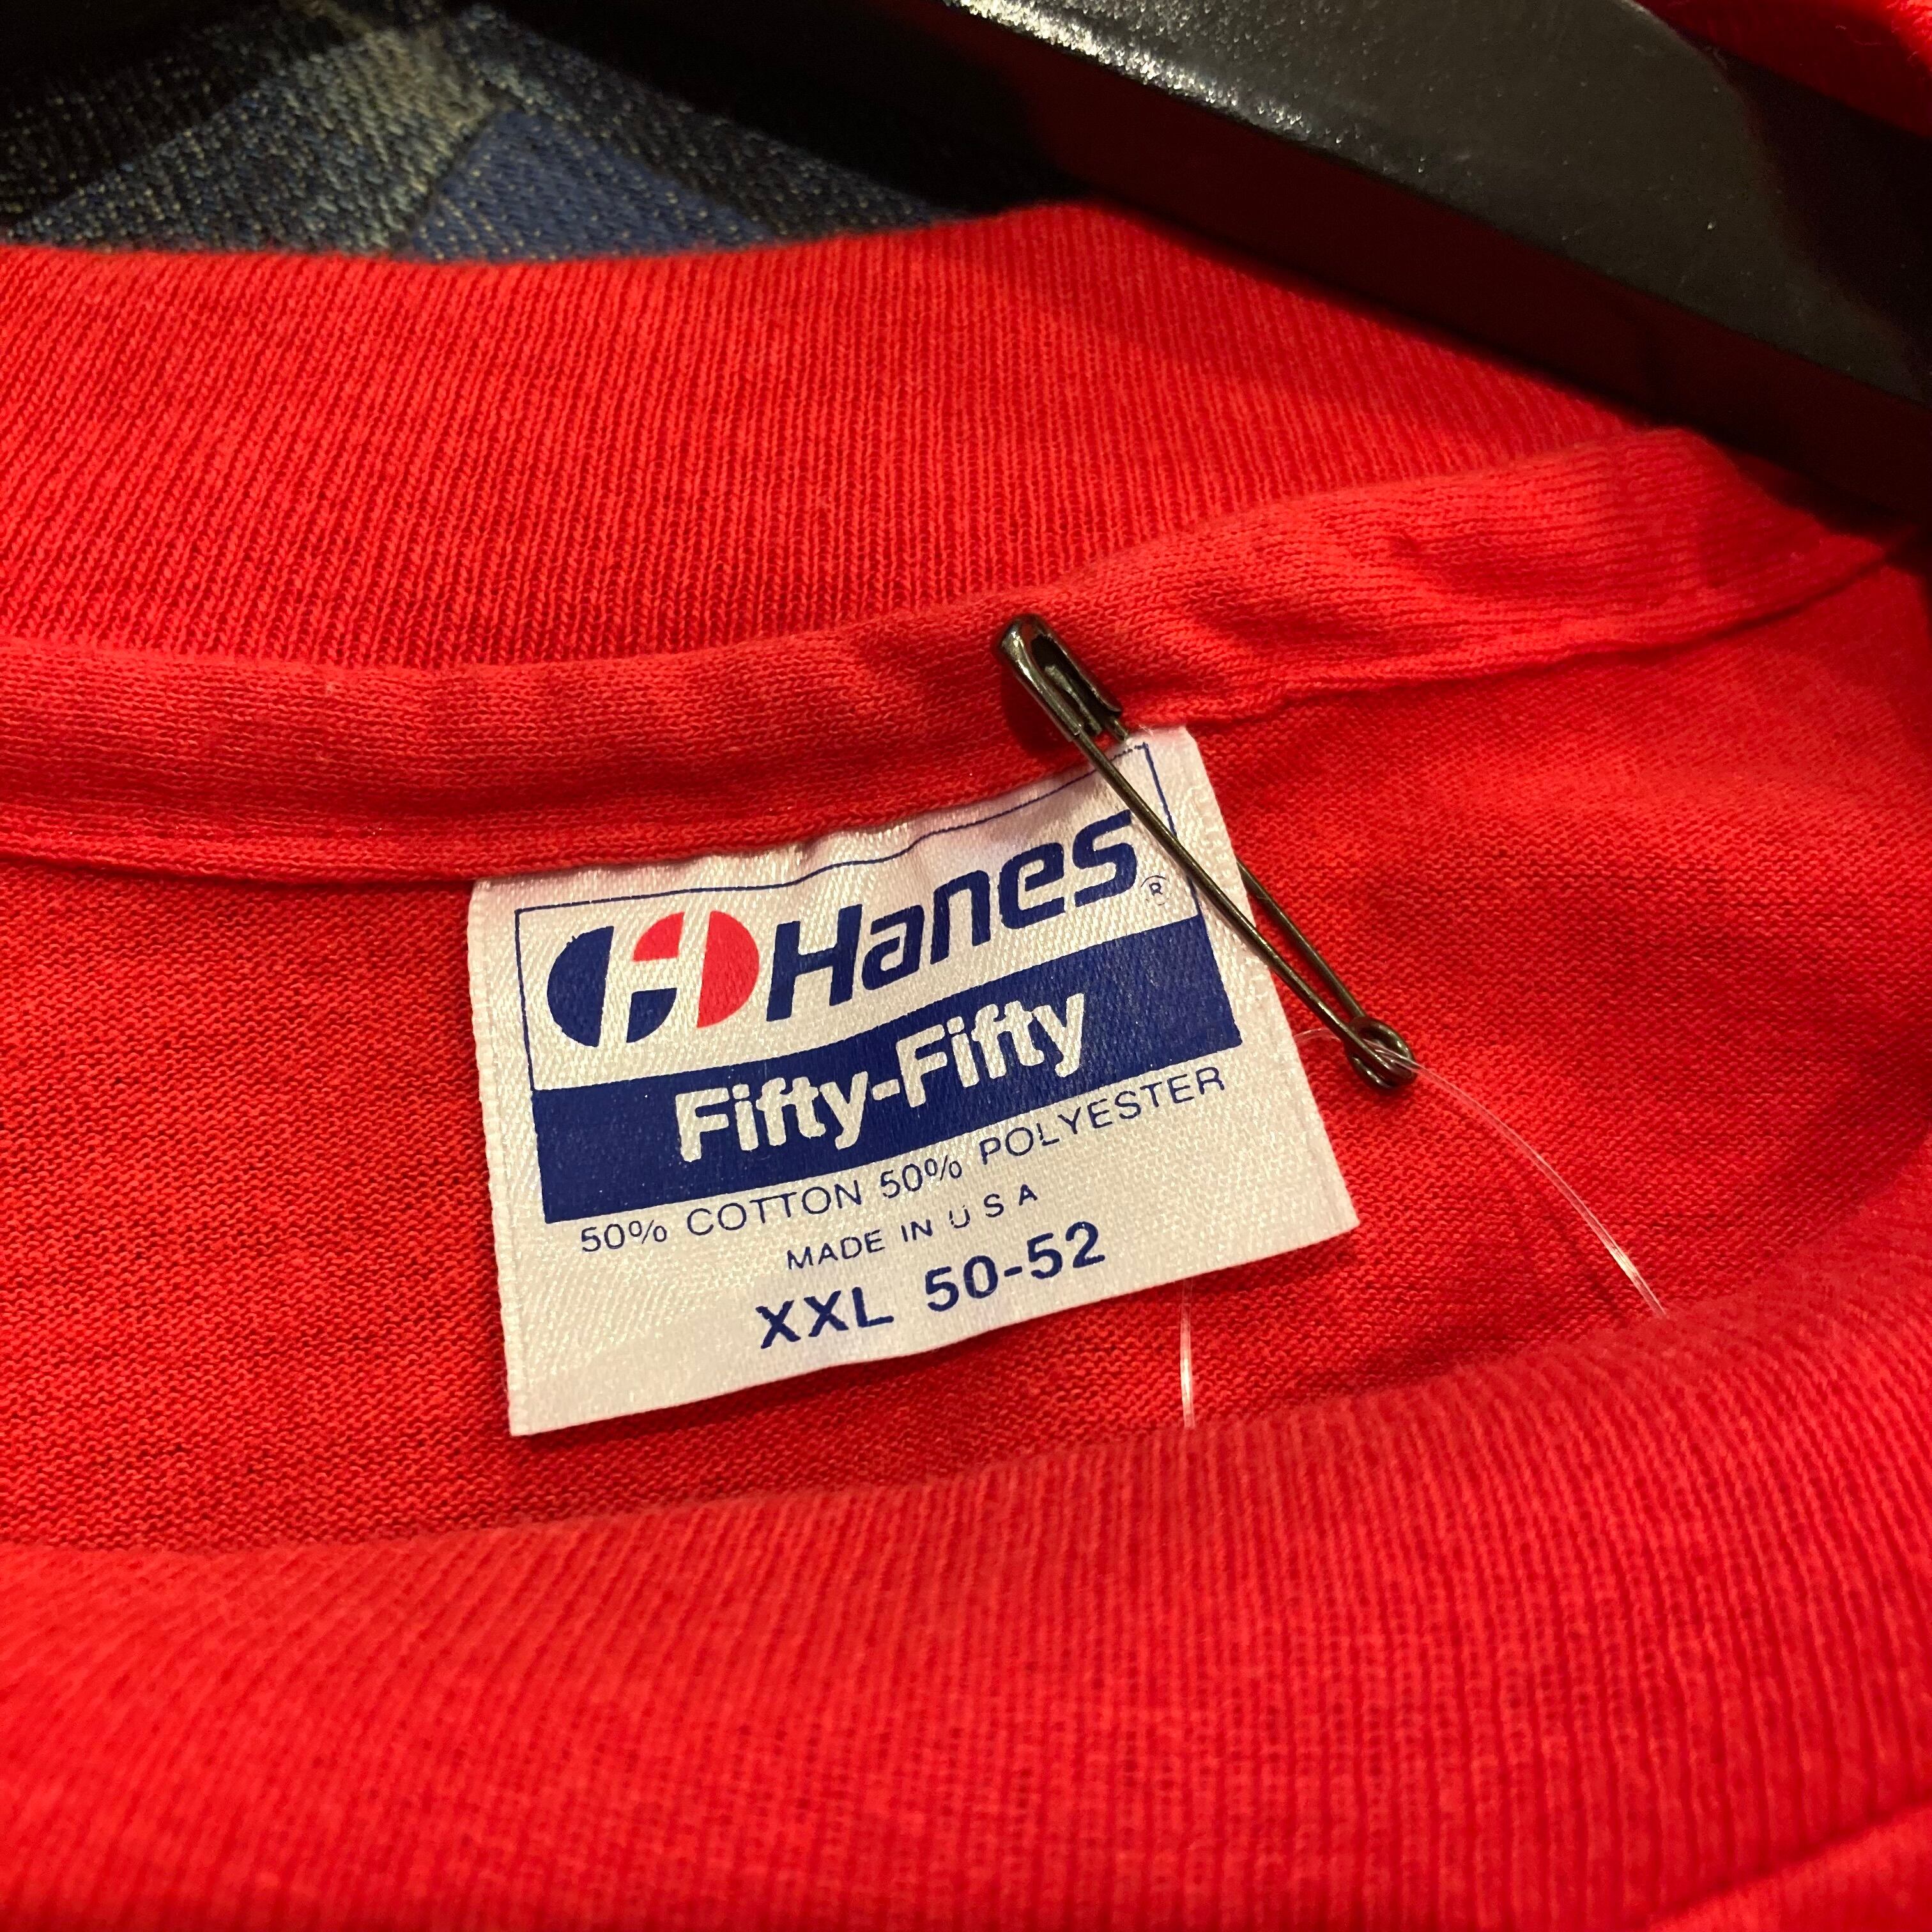 Hanes®
Fifty-Fifty
50% COTTON 50% POLYESTER
MADE IN U S A
XXL 50-52